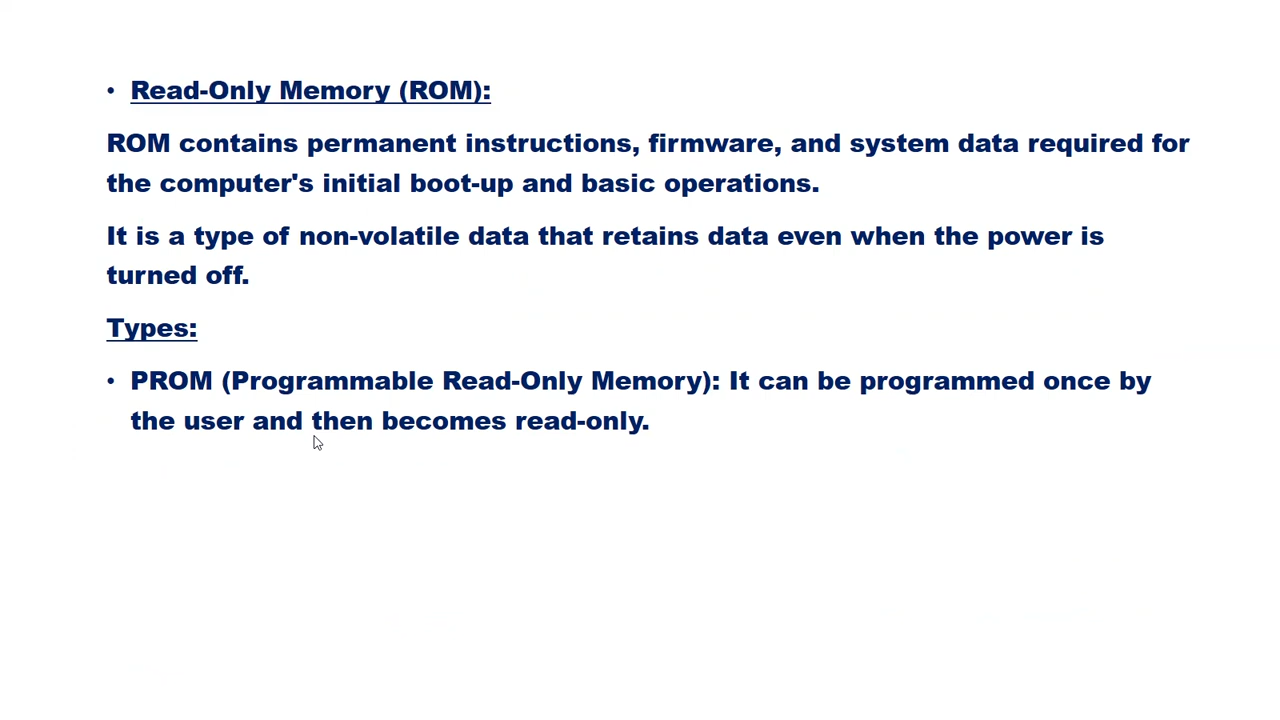 • Read-Only Memory (ROM):
ROM contains permanent instructions, firmware, and system data required for
the computer's initial boot-up and basic operations.
It is a type of non-volatile data that retains data even when the power is
turned off.
Types:
• PROM (Programmable Read-Only Memory): It can be programmed once by
the user and then becomes read-only.